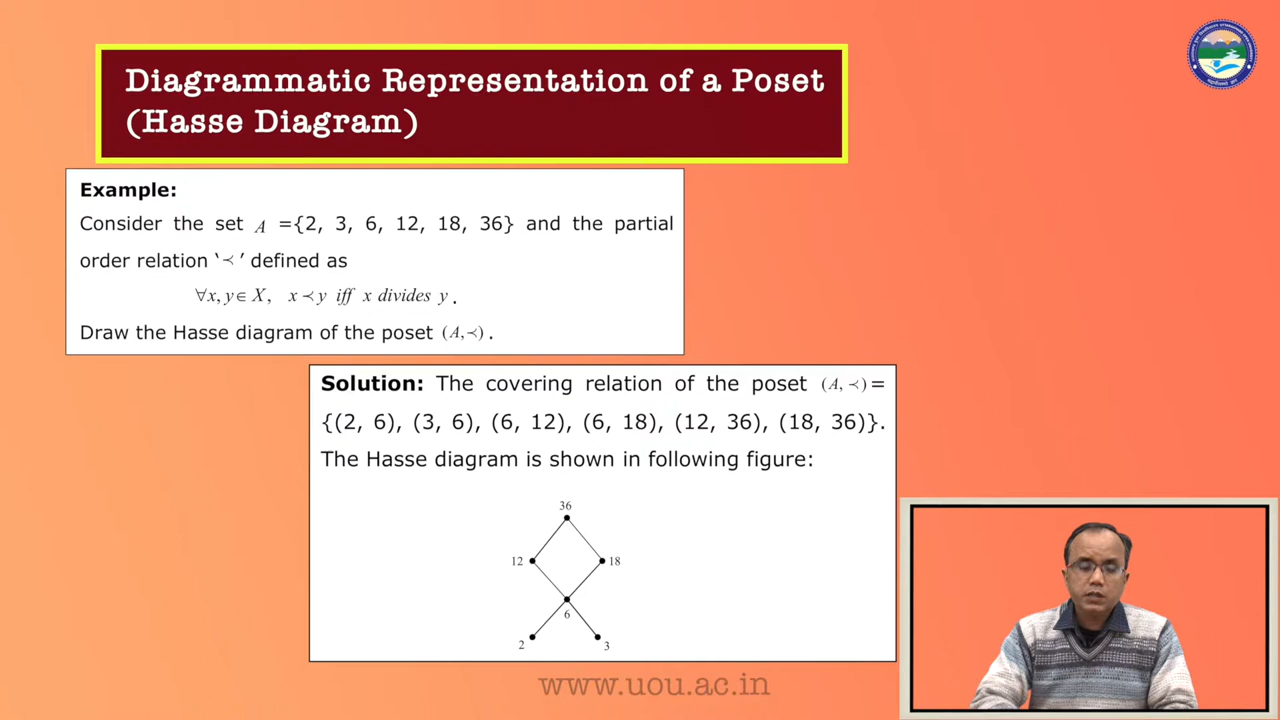 Diagrammatic Representation of a Poset
(Hasse Diagram)
Example:
Consider the set A ={2, 3, 6, 12, 18, 36} and the partial
order relation ‘≺’ defined as
∀x, y ∈ X, x ≺ y iff x divides y .
Draw the Hasse diagram of the poset (A,≺) .
Solution: The covering relation of the poset (A, ≺) =
{(2, 6), (3, 6), (6, 12), (6, 18), (12, 36), (18, 36)}.
The Hasse diagram is shown in following figure:
36
12 18
6
2 3
www.uou.ac.in